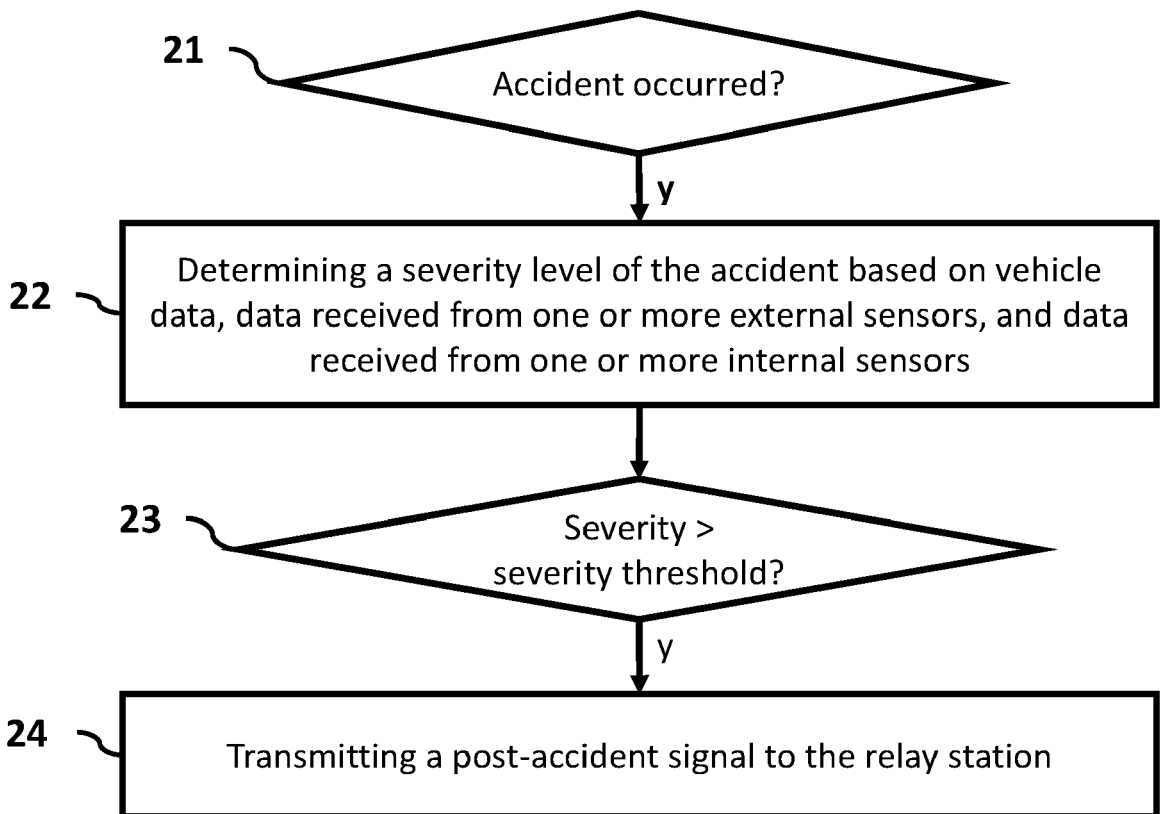 21
Accident occurred?
y
22
Determining a severity level of the accident based on vehicle
data, data received from one or more external sensors, and data
received from one or more internal sensors
23
Severity >
severity threshold?
y
24
Transmitting a post-accident signal to the relay station